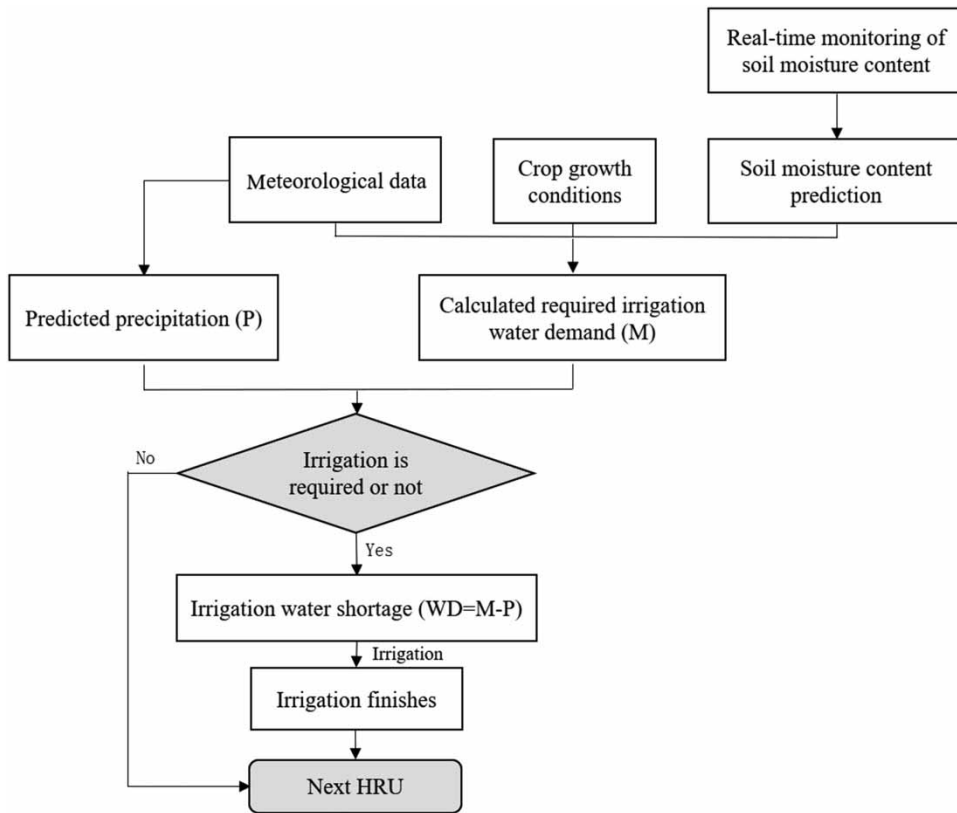 Real-time monitoring of
soil moisture content
Meteorological data
Crop growth
conditions
Soil moisture content
prediction
Predicted precipitation (P)
Calculated required irrigation
water demand (M)
No
Irrigation is
required or not
Yes
Irrigation water shortage (WD=M-P)
Irrigation
Irrigation finishes
Next HRU